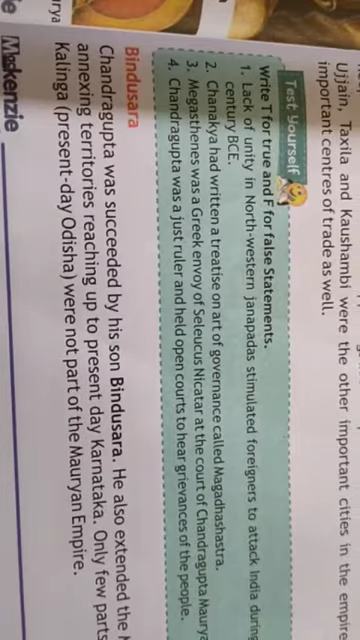 Ujjain, Taxila and Kaushambi were the other important cities in the empire
important centres of trade as well.
Test Yourself
Write T for true and F for false Statements.
1. Lack of unity in North-western janapadas stimulated foreigners to attack India during
century BCE.
2. Chanakya had written a treatise on art of governance called Magadhashastra.
3. Megasthenes was a Greek envoy of Seleucus Nicatar at the court of Chandragupta Maurya
4. Chandragupta was a just ruler and held open courts to hear grievances of the people.
Bindusara
Chandragupta was succeeded by his son Bindusara. He also extended the
annexing territories reaching up to present day Karnataka. Only few parts
Kalinga (present-day Odisha) were not part of the Mauryan Empire.